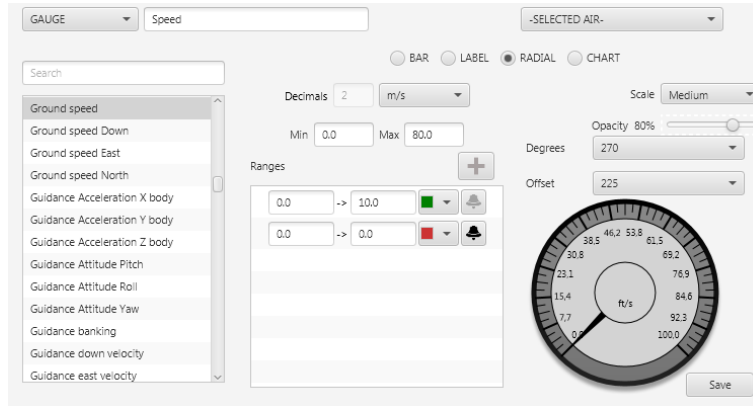 GAUGE Speed -SELECTED AIR-
BAR LABEL RADIAL CHART
Search
Decimals 2 m/s Scale Medium
Opacity 80%
Min 0.0 Max 80.0
Degrees 270
Ranges
Offset 225
0.0 -> 10.0
0.0 -> 0.0
Ground speed
Ground speed Down
Ground speed East
Ground speed North
Guidance Acceleration X body
Guidance Acceleration Y body
Guidance Acceleration Z body
Guidance Attitude Pitch
Guidance Attitude Roll
Guidance Attitude Yaw
Guidance banking
Guidance down velocity
Guidance east velocity
46,2 53,8
38,5 61,5
30,8 69,2
23,1 76,9
15,4 84,6
ft/s
7,7 92,3
100,0
Save